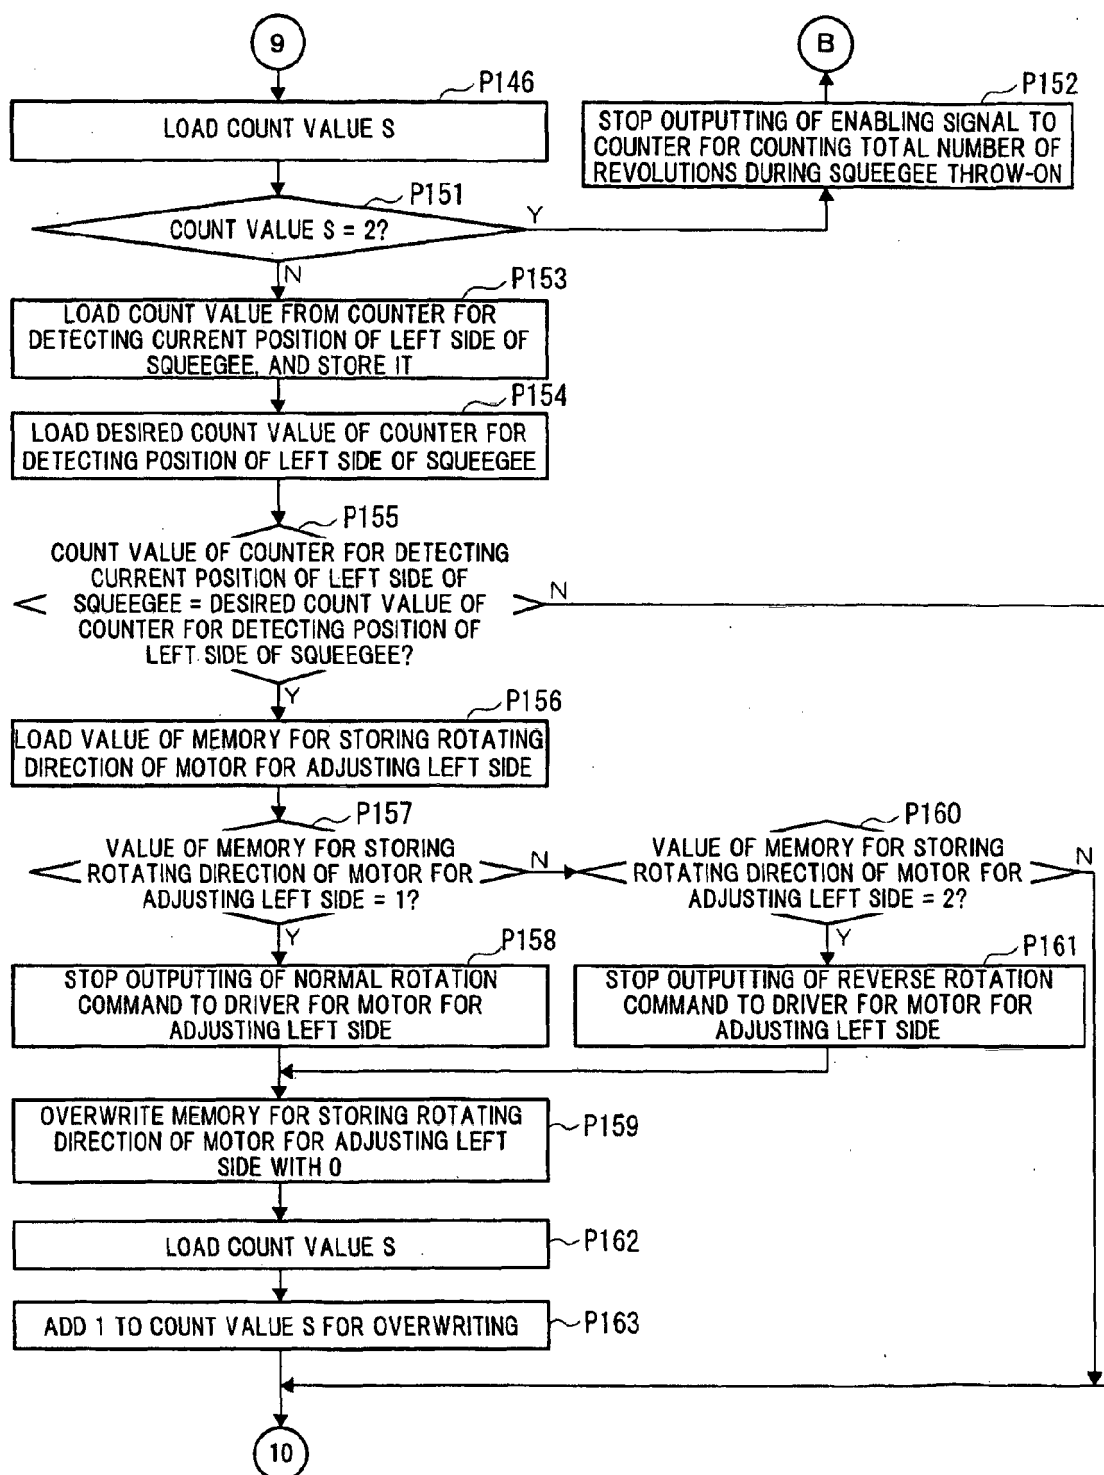 9
P146
LOAD COUNT VALUE S
P151
COUNT VALUE S = 2?
Y
N
B
P152
STOP OUTPUTTING OF ENABLING SIGNAL TO
COUNTER FOR COUNTING TOTAL NUMBER OF
REVOLUTIONS DURING SQUEEGEE THROW-ON
P153
LOAD COUNT VALUE FROM COUNTER FOR
DETECTING CURRENT POSITION OF LEFT SIDE OF
SQUEEGEE, AND STORE IT
P154
LOAD DESIRED COUNT VALUE OF COUNTER FOR
DETECTING POSITION OF LEFT SIDE OF SQUEEGEE
P155
COUNT VALUE OF COUNTER FOR DETECTING
CURRENT POSITION OF LEFT SIDE OF
SQUEEGEE = DESIRED COUNT VALUE OF
COUNTER FOR DETECTING POSITION OF
LEFT SIDE OF SQUEEGEE?
N
Y
P156
LOAD VALUE OF MEMORY FOR STORING ROTATING
DIRECTION OF MOTOR FOR ADJUSTING LEFT SIDE
P157
VALUE OF MEMORY FOR STORING
ROTATING DIRECTION OF MOTOR FOR
ADJUSTING LEFT SIDE = 1?
N
Y
P160
VALUE OF MEMORY FOR STORING
ROTATING DIRECTION OF MOTOR FOR
ADJUSTING LEFT SIDE = 2?
N
Y
P158
STOP OUTPUTTING OF NORMAL ROTATION
COMMAND TO DRIVER FOR MOTOR FOR
ADJUSTING LEFT SIDE
P161
STOP OUTPUTTING OF REVERSE ROTATION
COMMAND TO DRIVER FOR MOTOR FOR
ADJUSTING LEFT SIDE
OVERWRITE MEMORY FOR STORING ROTATING
DIRECTION OF MOTOR FOR ADJUSTING LEFT
SIDE WITH 0
P159
LOAD COUNT VALUE S
P162
ADD 1 TO COUNT VALUE S FOR OVERWRITING
P163
10